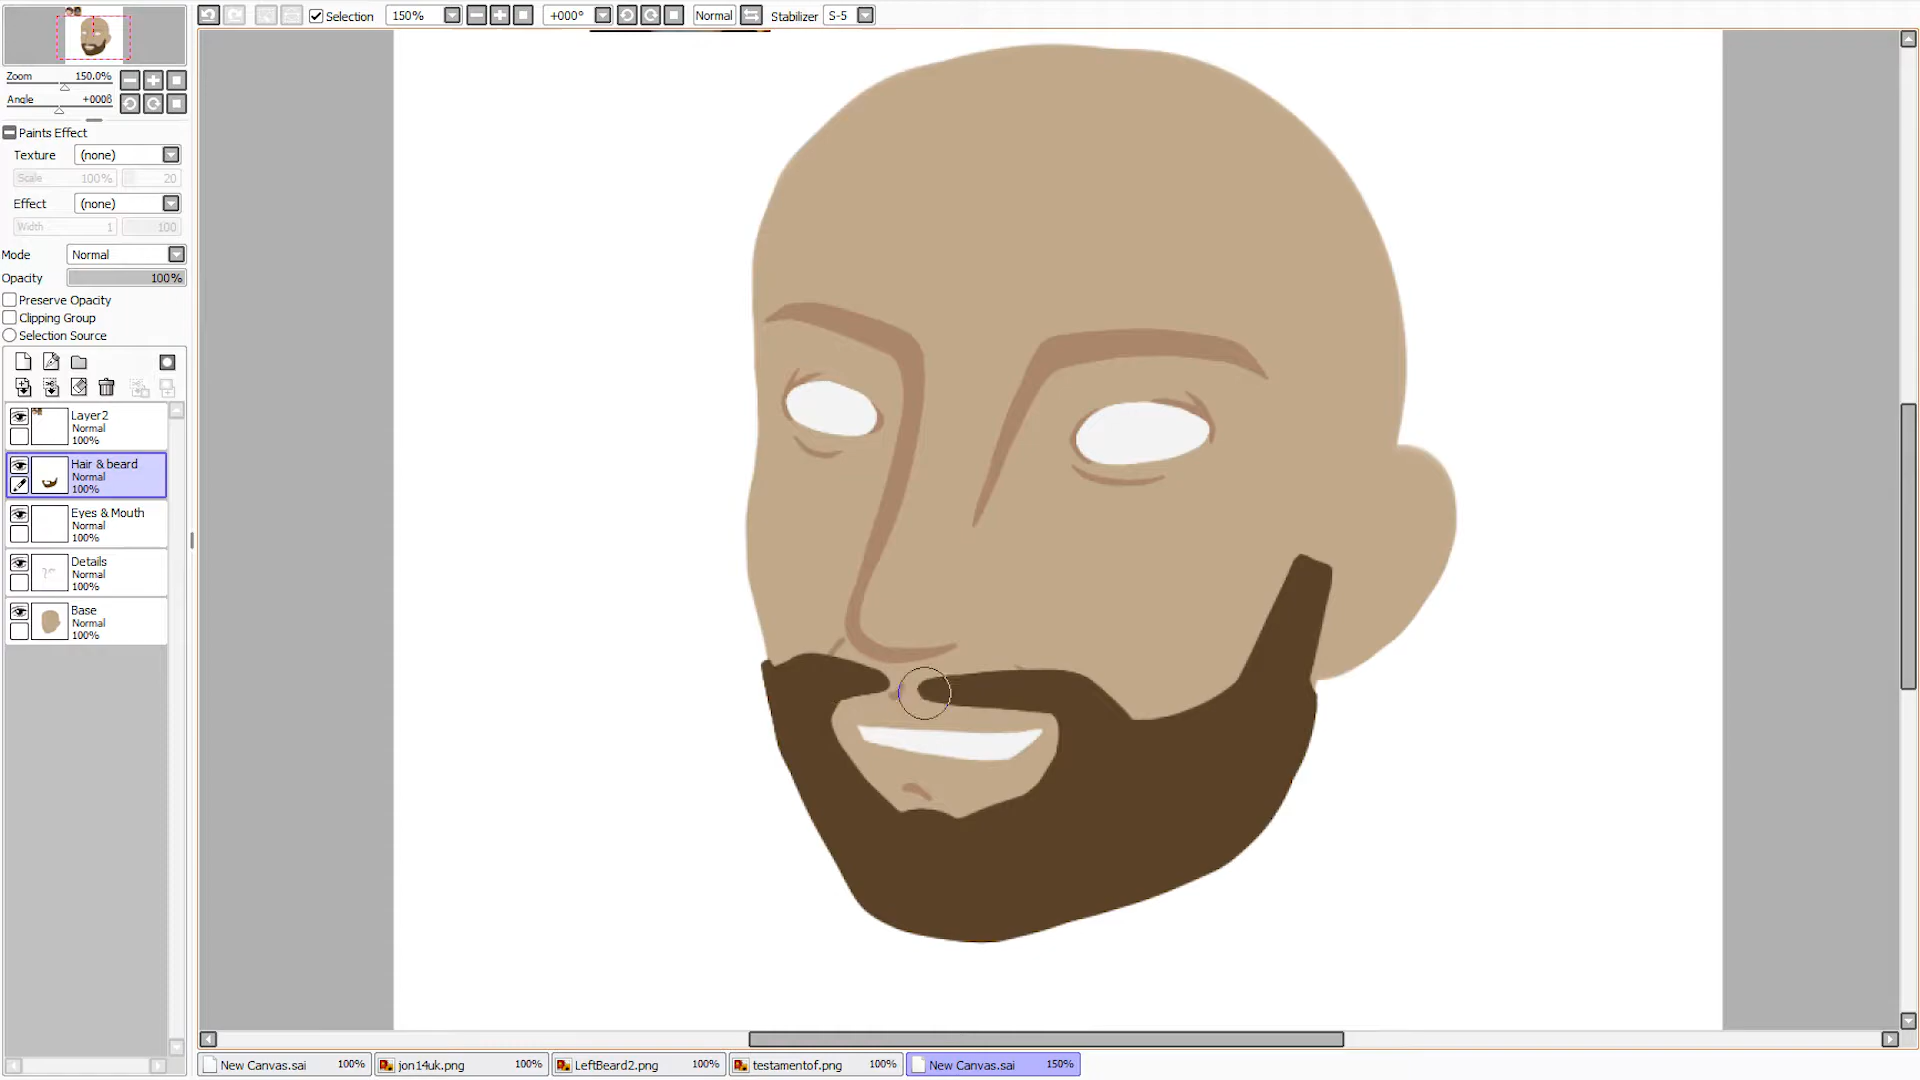 Selection 150% +000° Normal Stabilizer S-5
Zoom 150.0%
Angle +000ß
Paints Effect
Texture (none)
Scale 100% 20
Effect (none)
Width 1 100
Mode Normal
Opacity 100%
Preserve Opacity
Clipping Group
Selection Source
Layer2
Normal
100%
Hair & beard
Normal
100%
Eyes & Mouth
Normal
100%
Details
Normal
100%
Base
Normal
100%
New Canvas.sai 100% jon14uk.png 100% LeftBeard2.png 100% testamentof.png 100% New Canvas.sai 150%